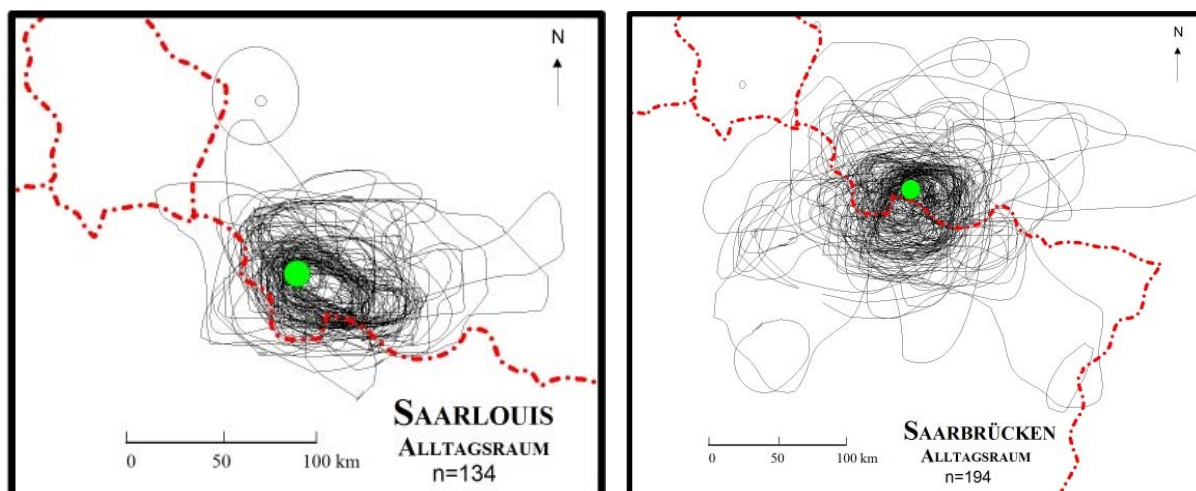 N
SAARLOUIS
ALLTAGSRAUM
n=134
0 50 100 km
N
SAARBRÜCKEN
ALLTAGSRAUM
n=194
0 50 100 km